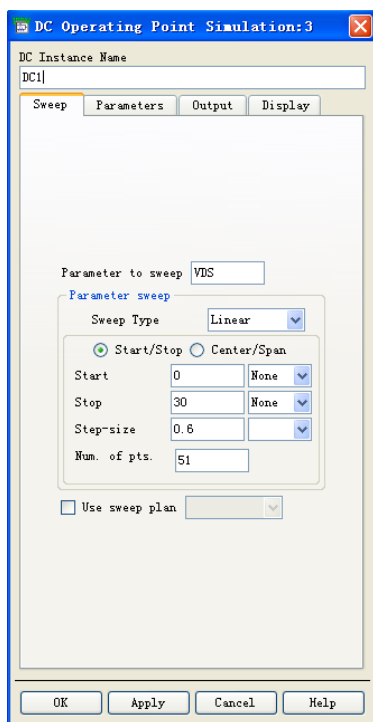 DC Operating Point Simulation:3
DC Instance Name
DC1
Sweep Parameters Output Display
Parameter to sweep VDS
Parameter sweep
Sweep Type Linear
Start/Stop Center/Span
Start 0 None
Stop 30 None
Step-size 0.6
Num. of pts. 51
Use sweep plan
OK Apply Cancel Help